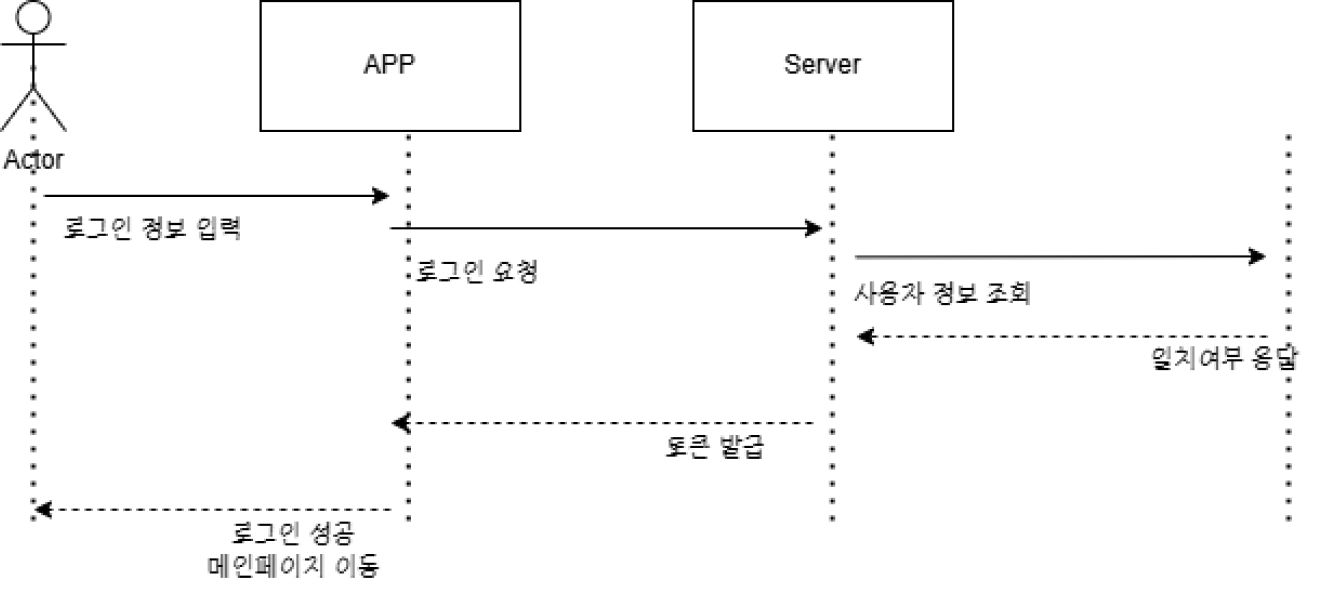 APP
Server
Actor
로그인 정보 입력
로그인 요청
사용자 정보 조회
일치여부 응답
토큰 발급
로그인 성공
메인페이지 이동